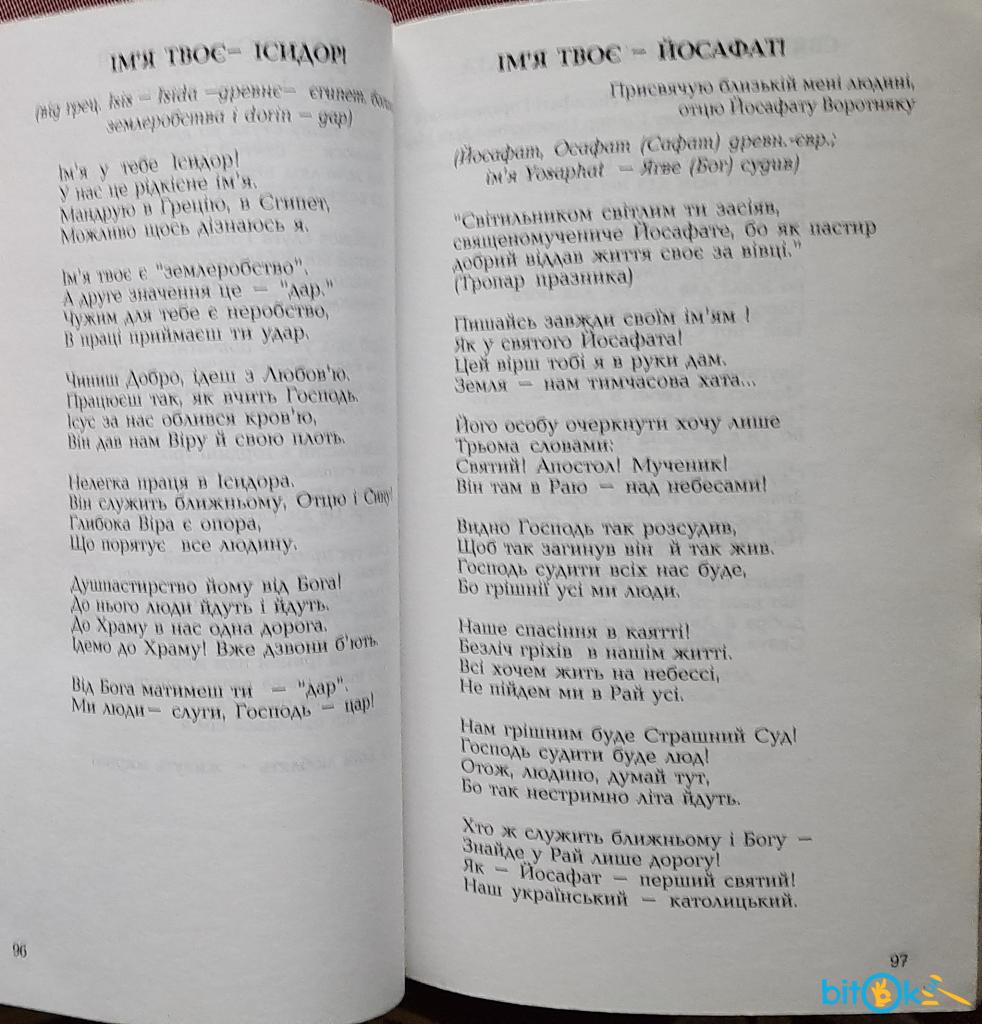 ІМ'Я ТВОЄ– ІСИДОР!
(від грец. Isis – Isida –древнє– єгипет.
землеробства і dorin – дар)
Ім'я у тебе Ісидор!
У нас це рідкісне ім'я.
Мандрую в Грецію, в Єгипет,
Можливо щось дізнаюсь я.
Ім'я твоє є "землеробство".
А друге значення це – "дар."
Чужим для тебе є неробство,
В праці приймаєш ти удар.
Чиниш Добро, ідеш з Любов'ю.
Працюєш так, як вчить Господь.
Ісус за нас облився кров'ю,
Він дав нам Віру й свою плоть.
Нелегка праця в Ісидора.
Він служить ближньому, Отцю і Сину!
Глибока Віра є опора,
Що порятує все людину.
Душпастирство йому від Бога!
До нього люди йдуть і йдуть.
До Храму в нас одна дорога.
Ідемо до Храму! Вже дзвони б'ють.
Від Бога матимеш ти – "дар".
Ми люди– слуги, Господь – цар!
96
ІМ'Я ТВОЄ – ЙОСАФАТ!
Присвячую близькій мені людині,
отцю Йосафату Воротняку
(Йосафат, Осафат (Сафат) древн.-євр.;
ім'я Yosaphat – Ягве (Бог) судив)
"Світильником світлим ти засіяв,
священомучениче Йосафате, бо як пастир
добрий віддав життя своє за вівці."
(Тропар празника)
Пишайсь завжди своїм ім'ям !
Як у святого Йосафата!
Цей вірш тобі я в руки дам.
Земля – нам тимчасова хата...
Його особу очеркнути хочу лише
Трьома словами:
Святий! Апостол! Мученик!
Він там в Раю – над небесами!
Видно Господь так розсудив,
Щоб так загинув він й так жив.
Господь судити всіх нас буде,
Бо грішнії усі ми люди.
Наше спасіння в каятті!
Безліч гріхів в нашім житті.
Всі хочем жить на небессі,
Не пійдем ми в Рай усі.
Нам грішним буде Страшний Суд!
Господь судити буде люд!
Отож, людино, думай тут,
Бо так нестримно літа йдуть.
Хто ж служить ближньому і Богу –
Знайде у Рай лише дорогу!
Як – Йосафат – перший святий!
Наш український – католицький.
97
bitok